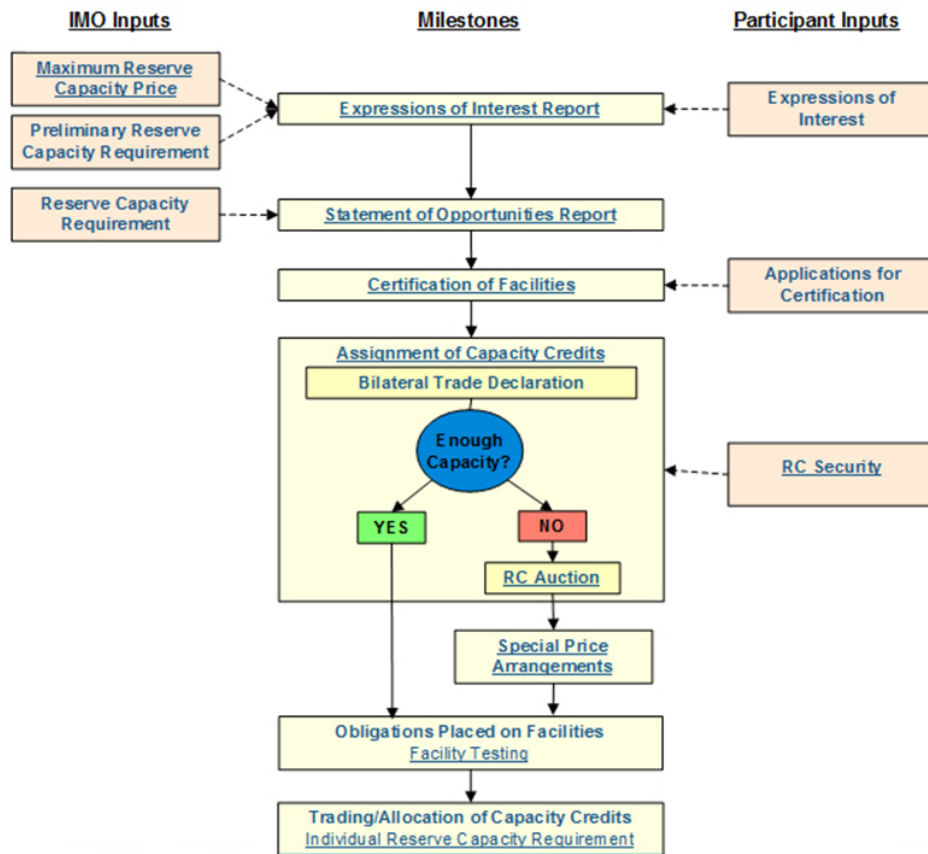 IMO Inputs
Milestones
Participant Inputs
Maximum Reserve
Capacity Price
Preliminary Reserve
Capacity Requirement
Expressions of Interest Report
Expressions of
Interest
Reserve Capacity
Requirement
Statement of Opportunities Report
Certification of Facilities
Applications for
Certification
Assignment of Capacity Credits
Bilateral Trade Declaration
Enough
Capacity?
RC Security
YES
NO
RC Auction
Special Price
Arrangements
Obligations Placed on Facilities
Facility Testing
Trading/Allocation of Capacity Credits
Individual Reserve Capacity Requirement